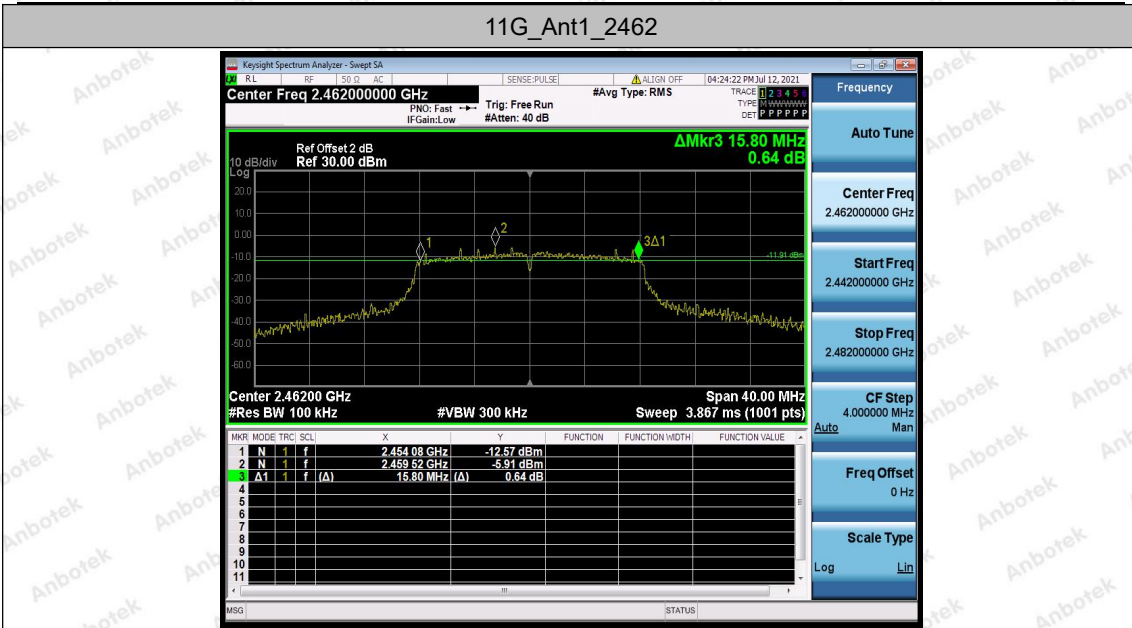 11G_Ant1_2462
Keysight Spectrum Analyzer - Swept SA
RL RF 50 Ω AC SENSE:PULSE ALIGN OFF 04:24:22 PM Jul 12, 2021
Center Freq 2.462000000 GHz
PNO: Fast
IFGain:Low
Trig: Free Run
#Atten: 40 dB
#Avg Type: RMS
TRACE 1 2 3 4 5 6
TYPE M WWWWW
DET P P P P P P
Ref Offset 2 dB
10 dB/div Ref 30.00 dBm
Log
ΔMkr3 15.80 MHz
0.64 dB
20.0
10.0
0.00
-10.0
-20.0
-30.0
-40.0
-50.0
-60.0
1
2
3Δ1
-11.91 dBm
Center 2.46200 GHz Span 40.00 MHz
#Res BW 100 kHz #VBW 300 kHz Sweep 3.867 ms (1001 pts)
MKR MODE TRC SCL X Y FUNCTION FUNCTION WIDTH FUNCTION VALUE
1 N 1 f 2.454 08 GHz -12.57 dBm
2 N 1 f 2.459 52 GHz -5.91 dBm
3 Δ1 1 f (Δ) 15.80 MHz (Δ) 0.64 dB
4
5
6
7
8
9
10
11
MSG STATUS
Frequency
Auto Tune
Center Freq
2.462000000 GHz
Start Freq
2.442000000 GHz
Stop Freq
2.482000000 GHz
CF Step
4.000000 MHz
Auto Man
Freq Offset
0 Hz
Scale Type
Log Lin
Anbotek